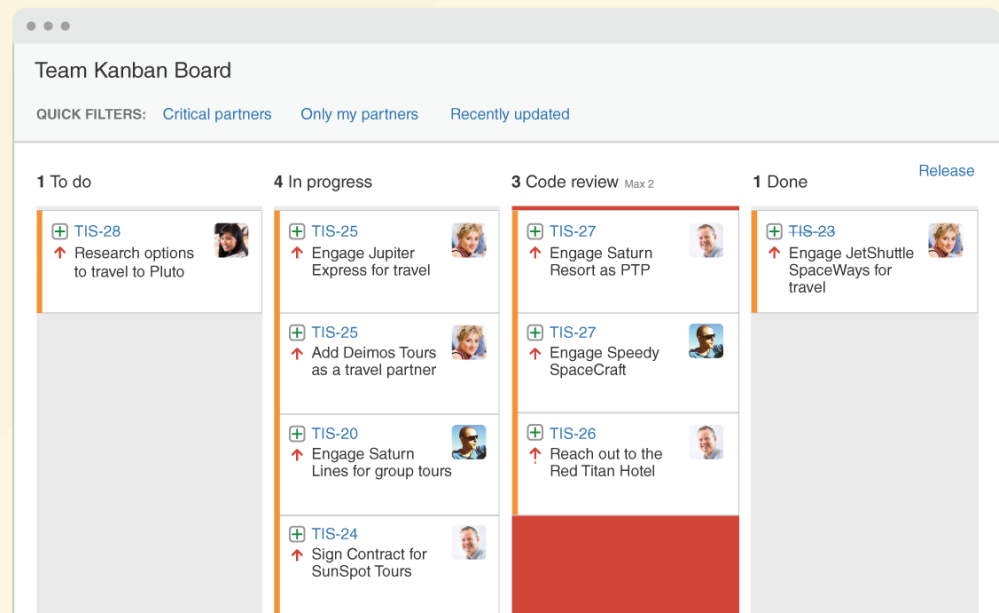 Team Kanban Board
QUICK FILTERS: Critical partners Only my partners Recently updated
Release
1 To do
TIS-28
Research options
to travel to Pluto
4 In progress
TIS-25
Engage Jupiter
Express for travel
TIS-25
Add Deimos Tours
as a travel partner
TIS-20
Engage Saturn
Lines for group tours
TIS-24
Sign Contract for
SunSpot Tours
3 Code review Max 2
TIS-27
Engage Saturn
Resort as PTP
TIS-27
Engage Speedy
SpaceCraft
TIS-26
Reach out to the
Red Titan Hotel
1 Done
TIS-23
Engage JetShuttle
SpaceWays for
travel